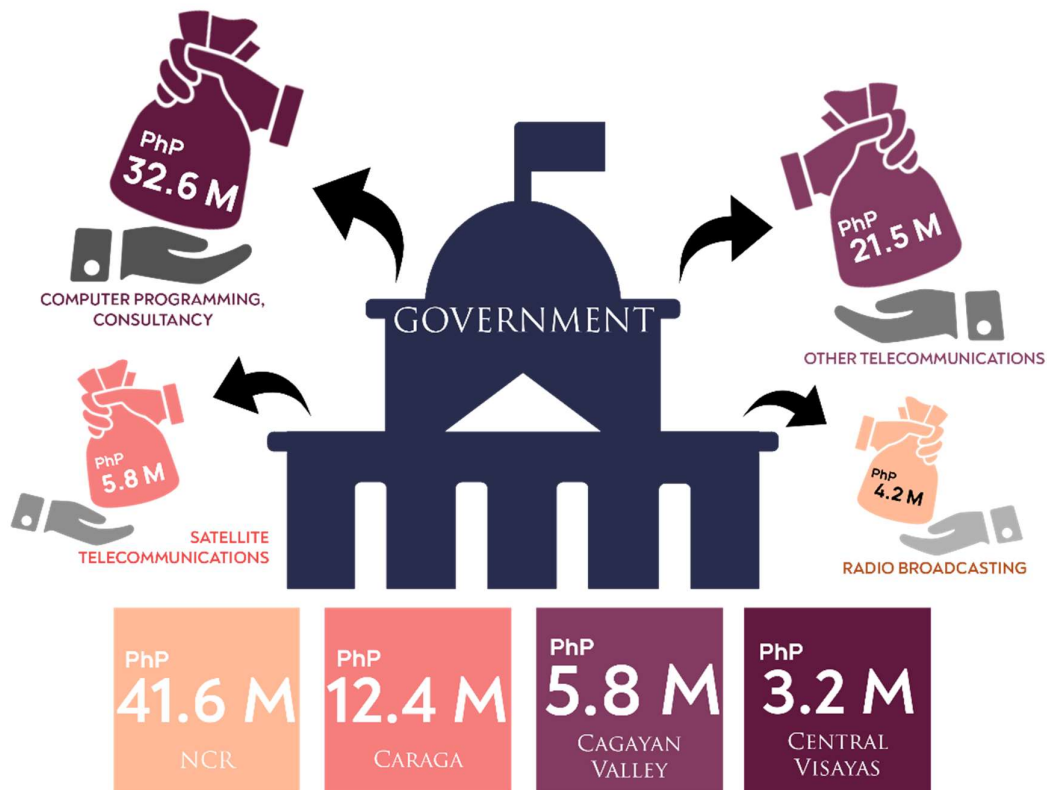 PhP
32.6 M
COMPUTER PROGRAMMING,
CONSULTANCY
PhP
21.5 M
OTHER TELECOMMUNICATIONS
GOVERNMENT
PhP
5.8 M
SATELLITE
TELECOMMUNICATIONS
PhP
4.2 M
RADIO BROADCASTING
PhP
41.6 M
NCR
PhP
12.4 M
CARAGA
PhP
5.8 M
CAGAYAN
VALLEY
PhP
3.2 M
CENTRAL
VISAYAS